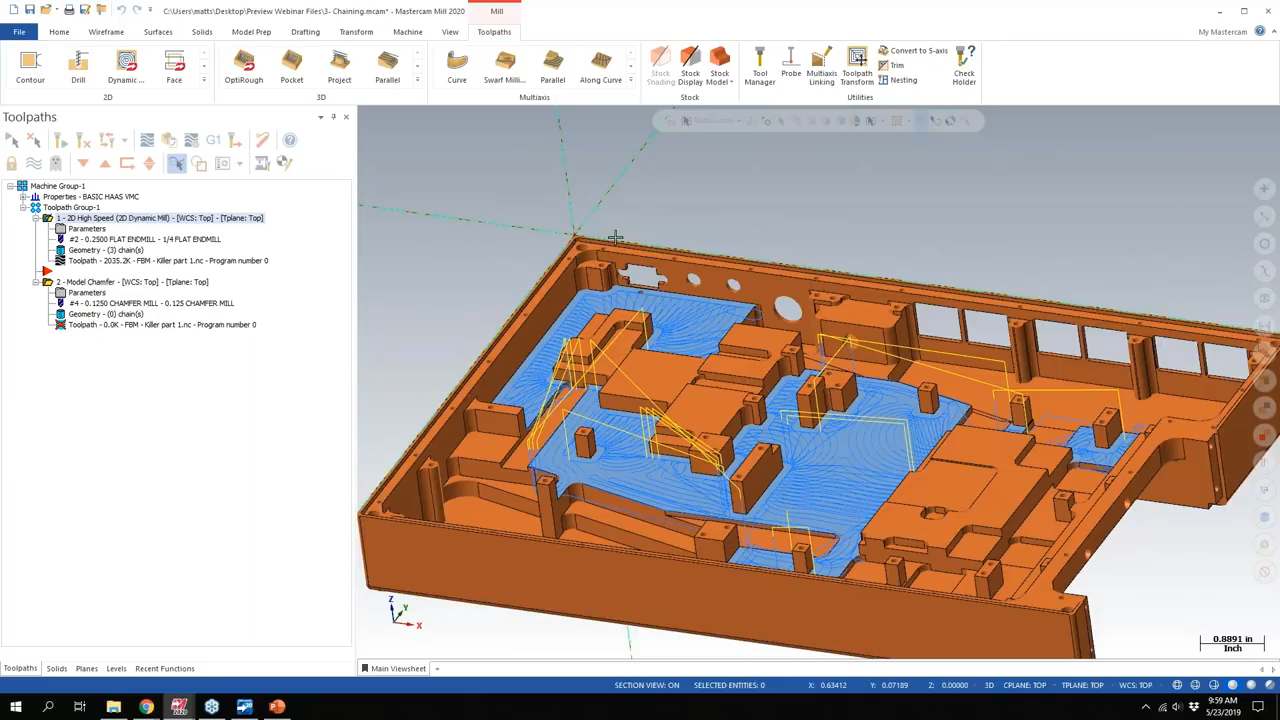 C:\Users\matts\Desktop\Preview Webinar Files\3- Chaining.mcam* - Mastercam Mill 2020
Mill
File
Home
Wireframe
Surfaces
Solids
Model Prep
Drafting
Transform
Machine
View
Toolpaths
My Mastercam
Contour
Drill
Dynamic ...
Face
OptiRough
Pocket
Project
Parallel
Curve
Swarf Milli...
Parallel
Along Curve
Stock Shading
Stock Display
Stock Model
Tool Manager
Probe
Multiaxis Linking
Toolpath Transform
Convert to 5-axis
Trim
Nesting
Check Holder
2D
3D
Multiaxis
Stock
Utilities
Toolpaths
G1
Machine Group-1
Properties - BASIC HAAS VMC
Toolpath Group-1
1 - 2D High Speed (2D Dynamic Mill) - [WCS: Top] - [Tplane: Top]
Parameters
#2 - 0.2500 FLAT ENDMILL - 1/4 FLAT ENDMILL
Geometry - (3) chain(s)
Toolpath - 2035.2K - FBM - Killer part 1.nc - Program number 0
2 - Model Chamfer - [WCS: Top] - [Tplane: Top]
Parameters
#4 - 0.1250 CHAMFER MILL - 0.125 CHAMFER MILL
Geometry - (0) chain(s)
Toolpath - 0.0K - FBM - Killer part 1.nc - Program number 0
Z
Y
X
0.8891 in
Inch
Toolpaths
Solids
Planes
Levels
Recent Functions
Main Viewsheet
+
SECTION VIEW: ON
SELECTED ENTITIES: 0
X: 0.63412
Y: 0.07189
Z: 0.00000
3D
CPLANE: TOP
TPLANE: TOP
WCS: TOP
9:59 AM
5/23/2019